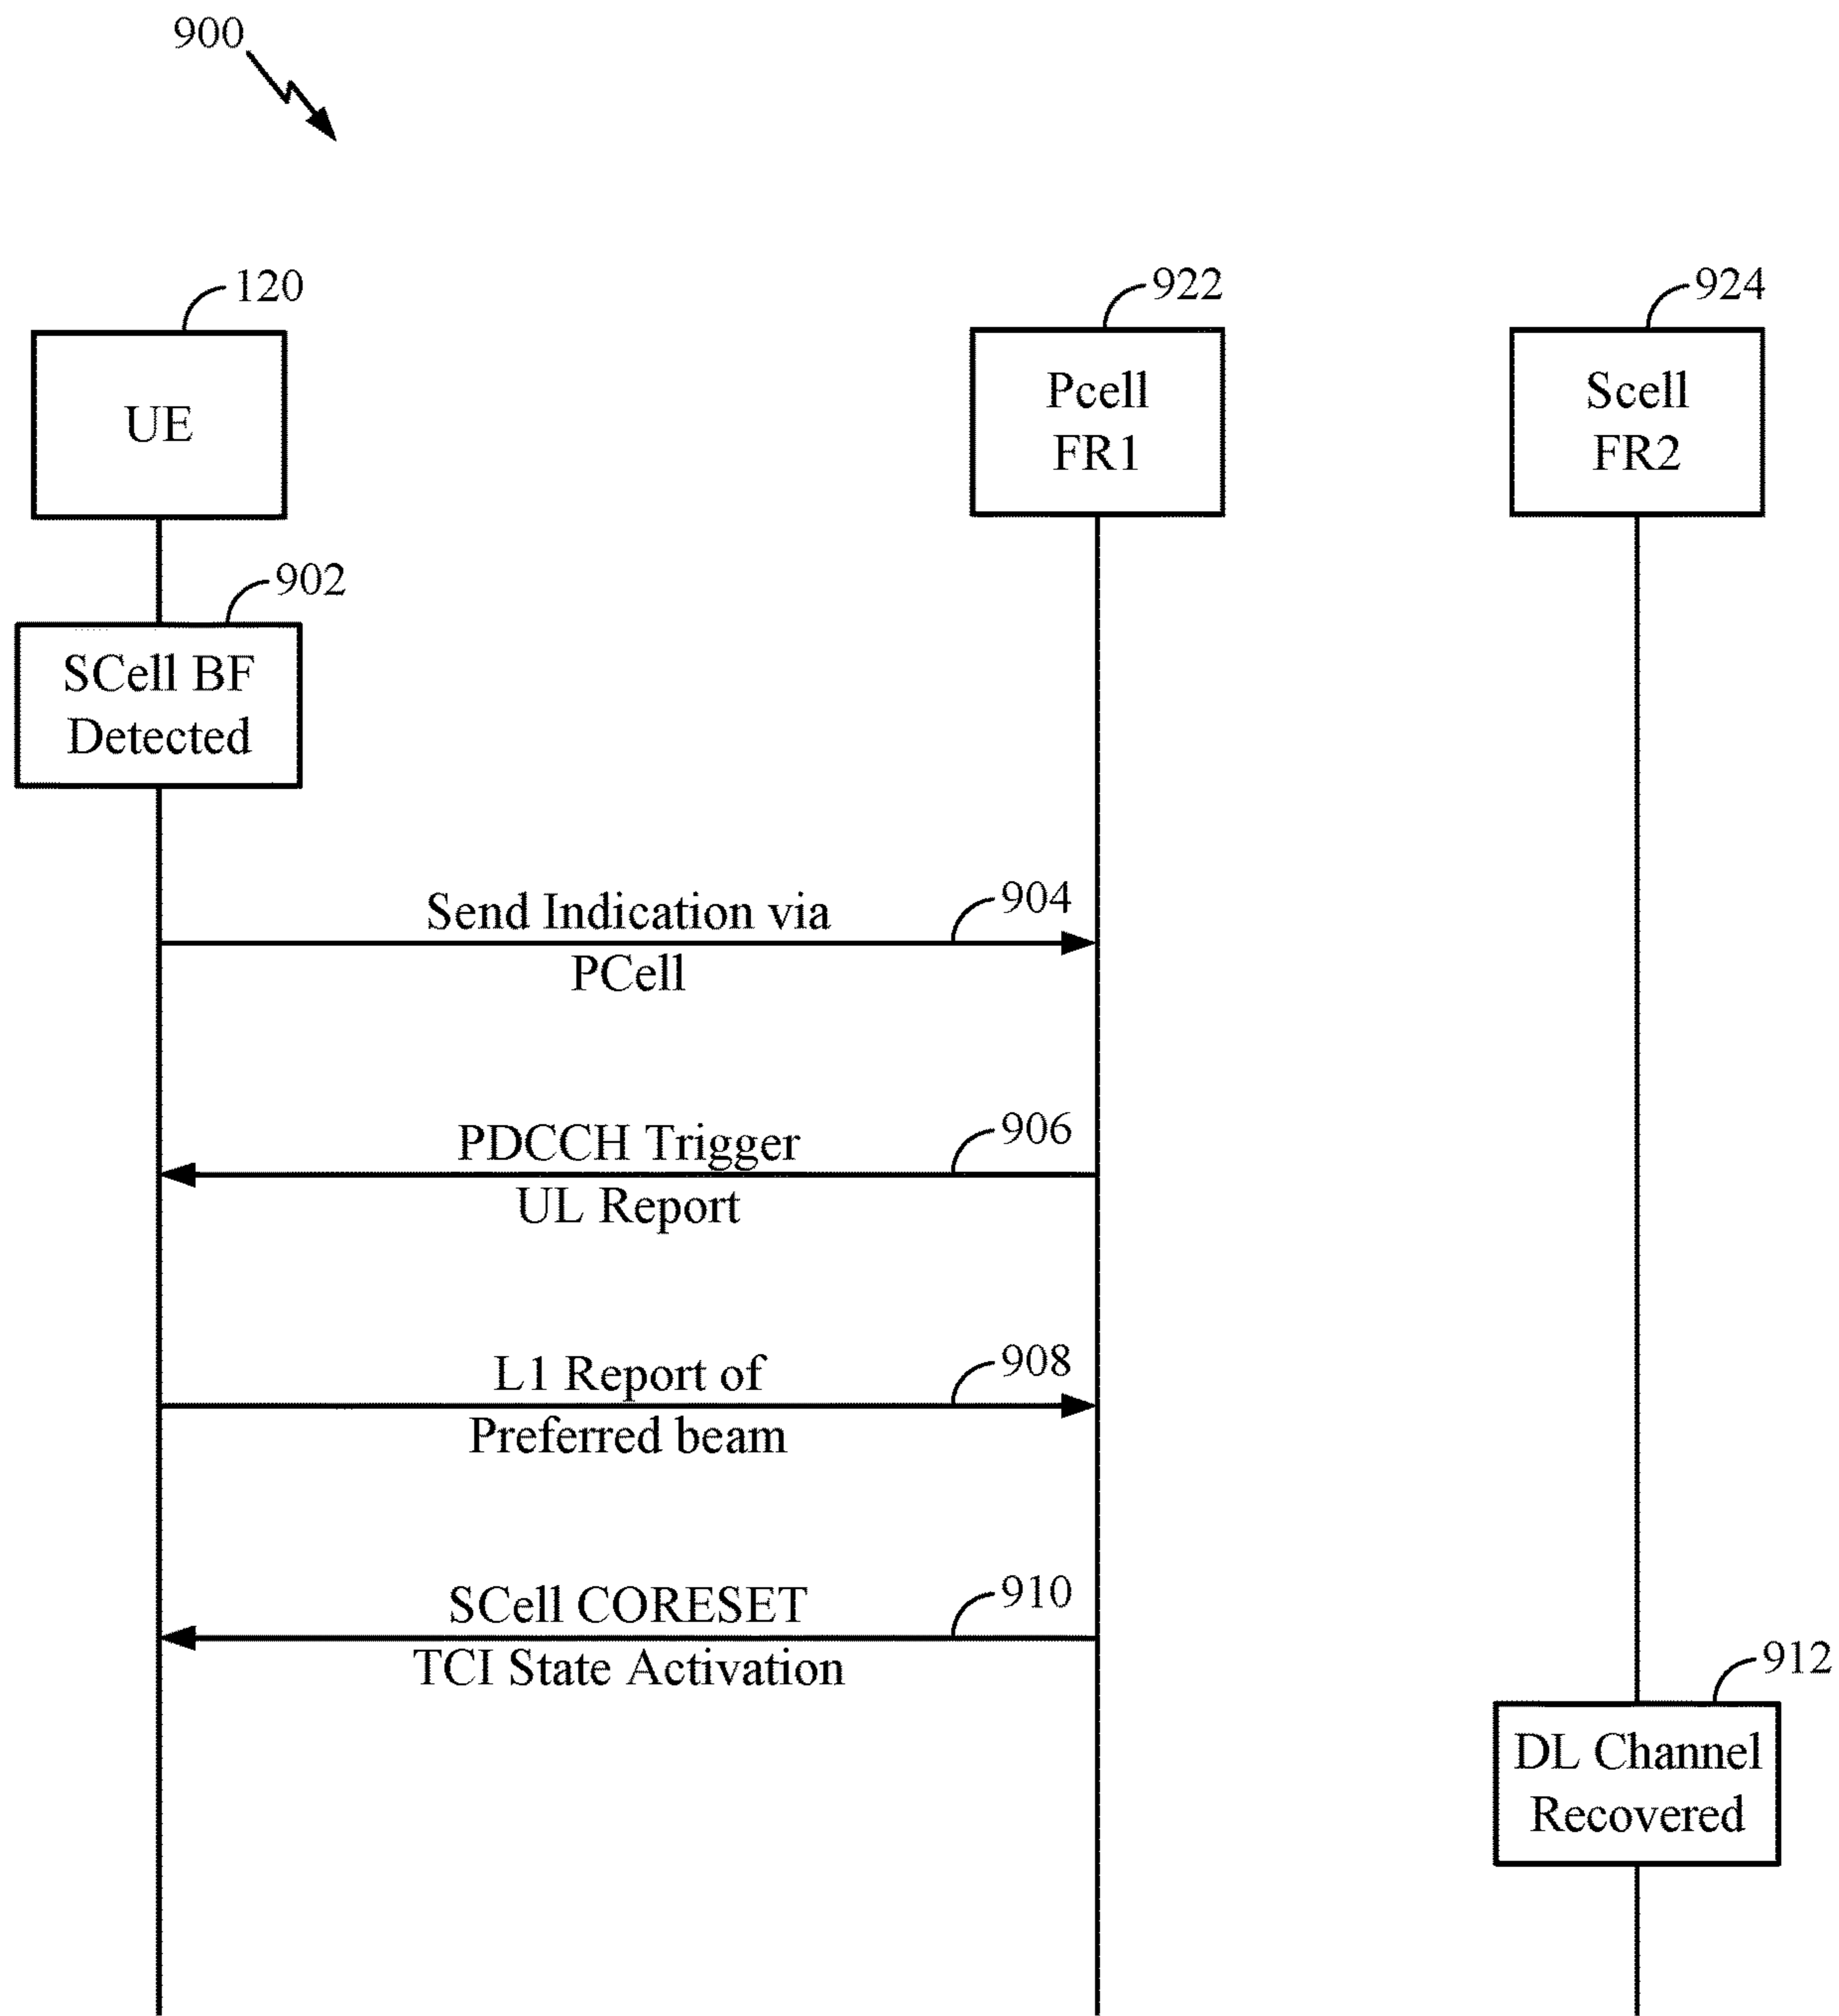 900
120
922
924
UE
Pcell
FR1
Scell
FR2
902
SCell BF
Detected
904
Send Indication via
PCell
906
PDCCH Trigger
UL Report
908
L1 Report of
Preferred beam
910
SCell CORESET
TCI State Activation
912
DL Channel
Recovered